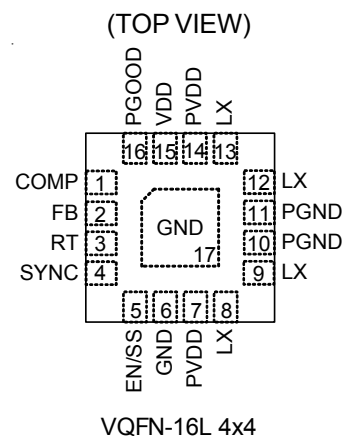 (TOP VIEW)
PGOOD
VDD
PVDD
LX
16 15 14 13
COMP 1
FB 2
RT 3
SYNC 4
GND
17
12 LX
11 PGND
10 PGND
9 LX
5 6 7 8
EN/SS
GND
PVDD
LX
VQFN-16L 4x4